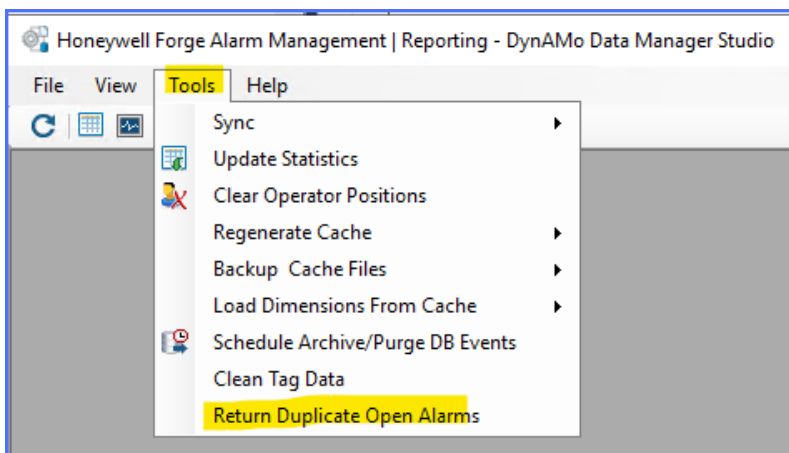 Honeywell Forge Alarm Management | Reporting - DynAMo Data Manager Studio
File View Tools Help
Sync
Update Statistics
Clear Operator Positions
Regenerate Cache
Backup  Cache Files
Load Dimensions From Cache
Schedule Archive/Purge DB Events
Clean Tag Data
Return Duplicate Open Alarms